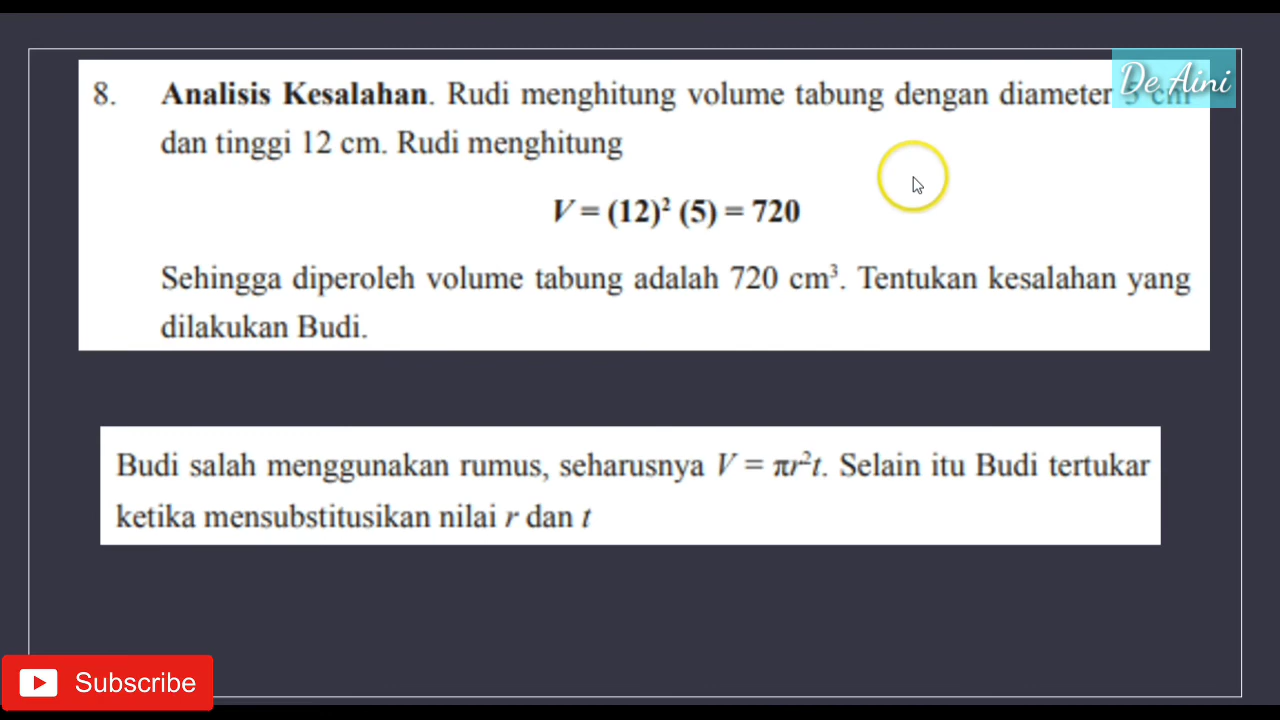 De Aini
8. Analisis Kesalahan. Rudi menghitung volume tabung dengan diameter 5 cm
dan tinggi 12 cm. Rudi menghitung
V = (12)² (5) = 720
Sehingga diperoleh volume tabung adalah 720 cm³. Tentukan kesalahan yang
dilakukan Budi.
Budi salah menggunakan rumus, seharusnya V = πr²t. Selain itu Budi tertukar
ketika mensubstitusikan nilai r dan t
Subscribe